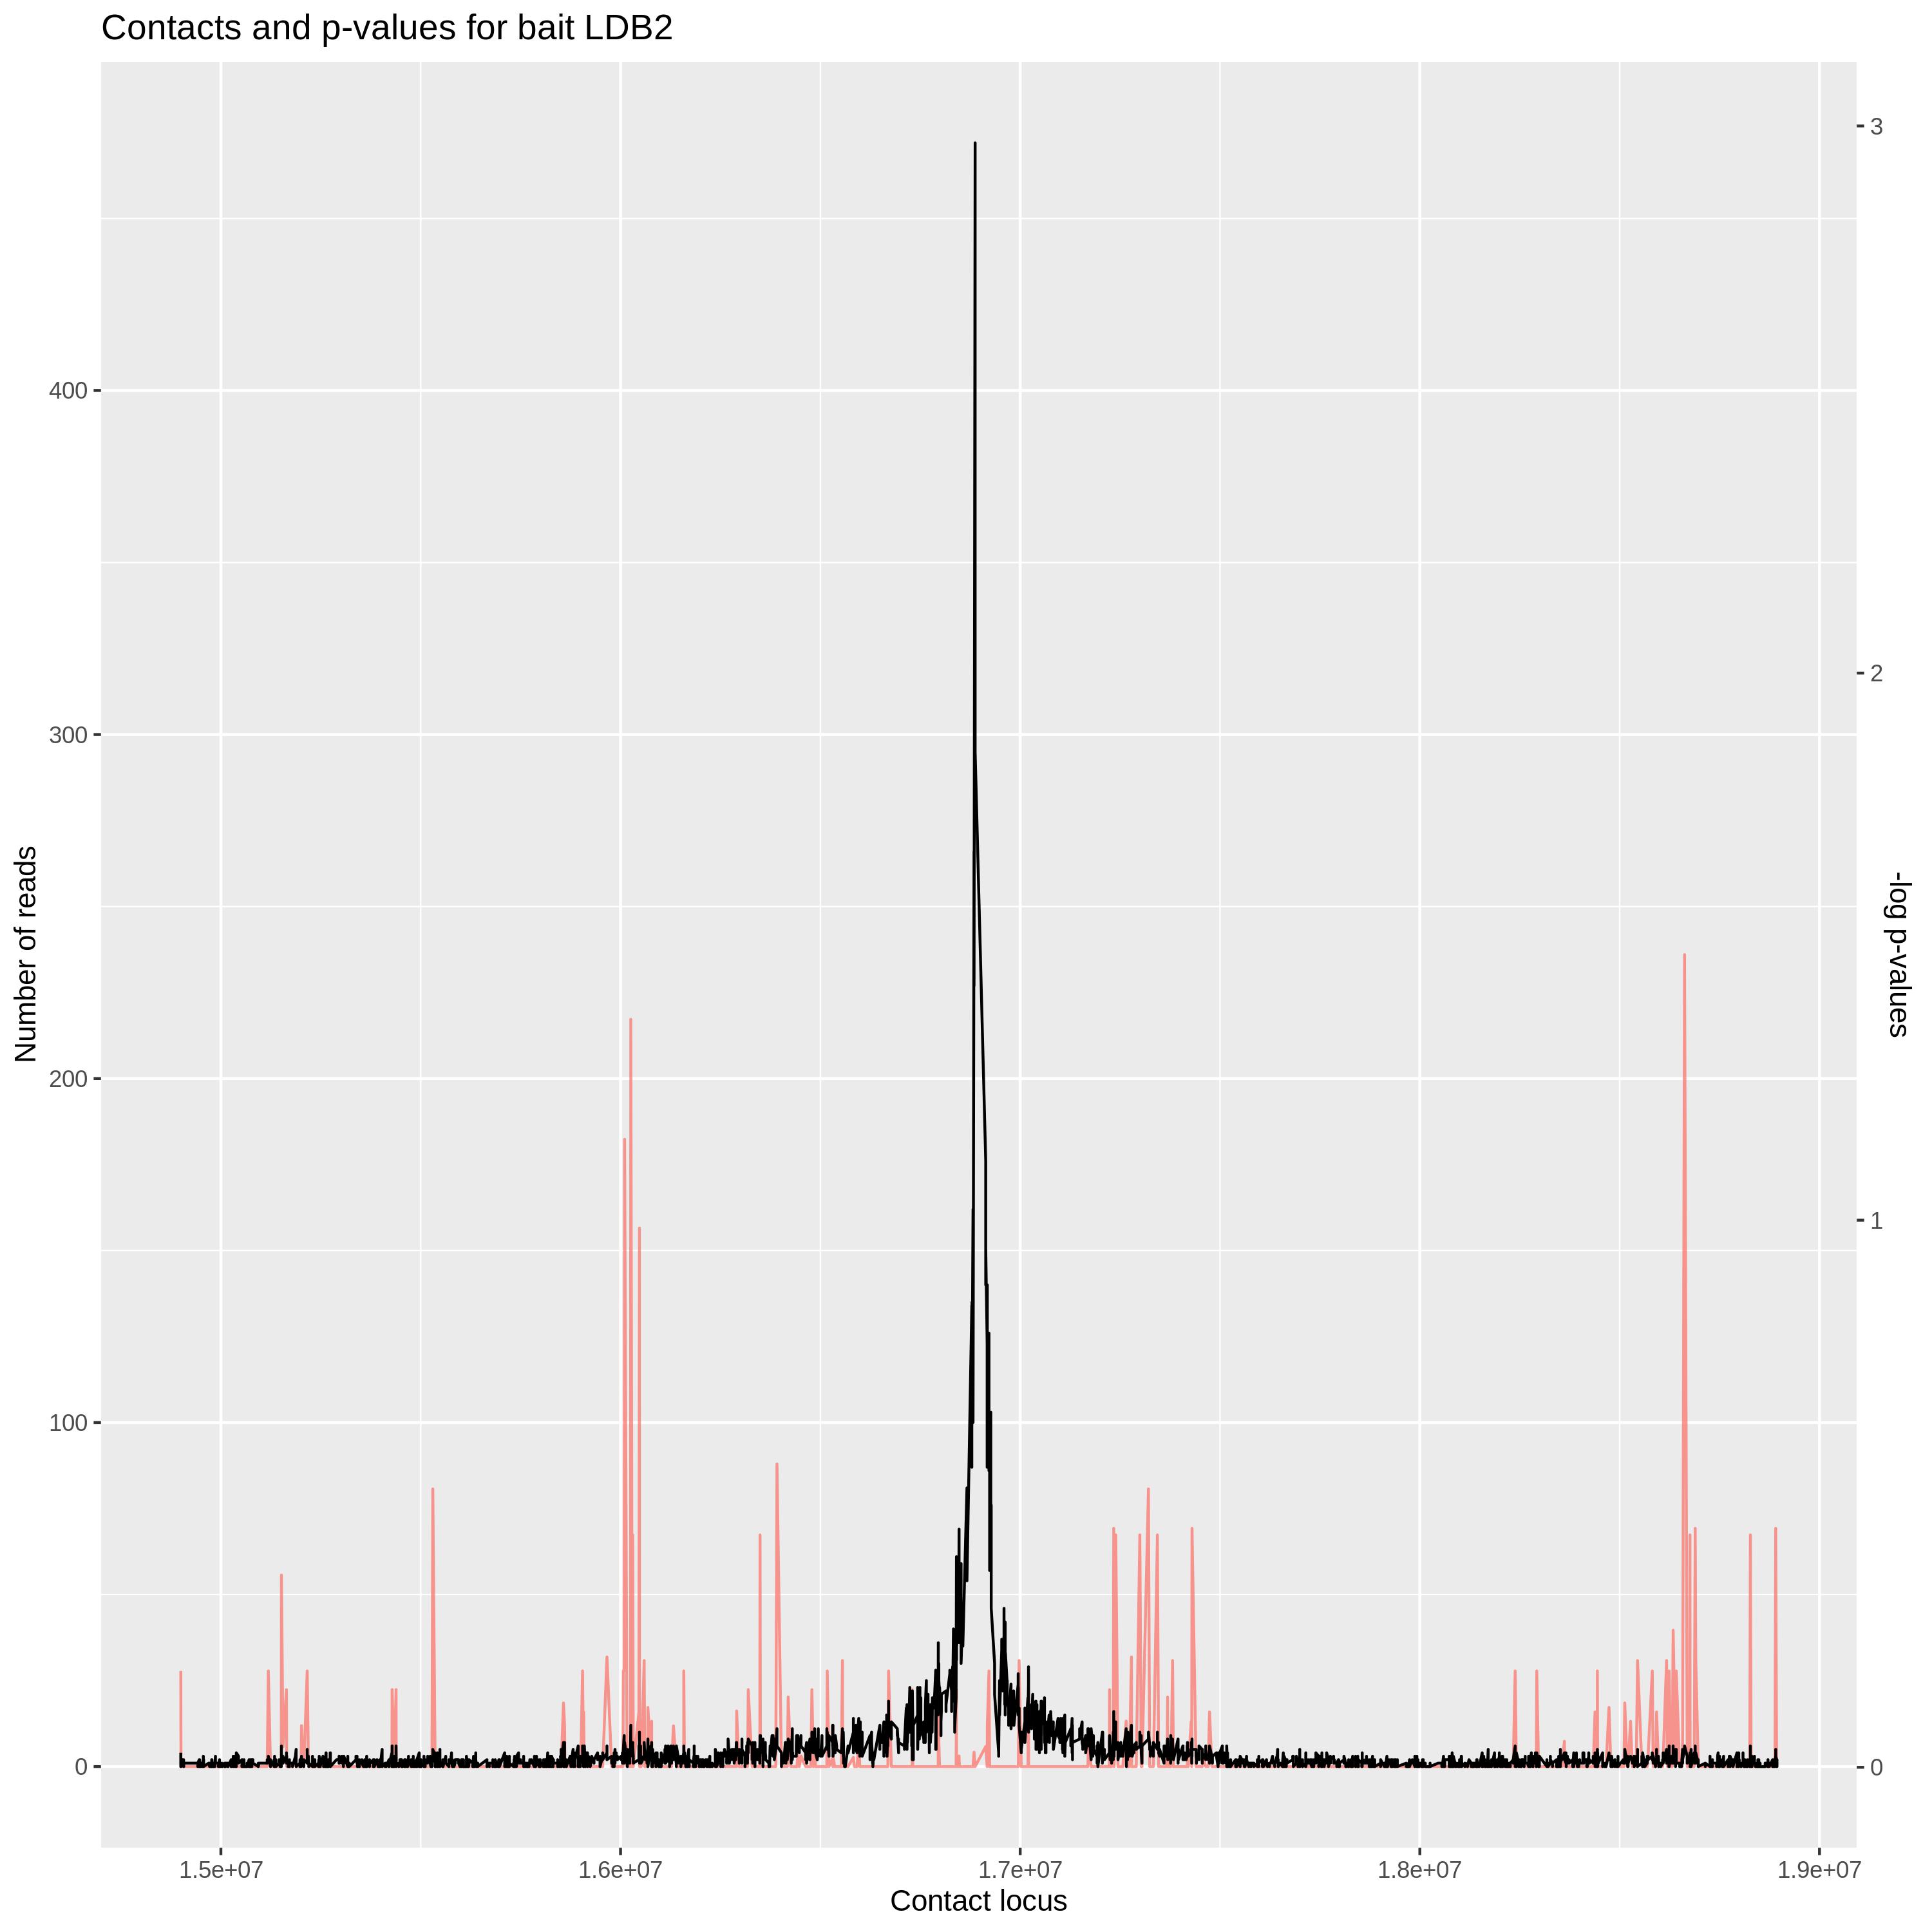 Contacts and p-values for bait LDB2
3
2
1
0
400
300
200
100
0
Number of reads
-log p-values
1.5e+07
1.6e+07
1.7e+07
1.8e+07
1.9e+07
Contact locus